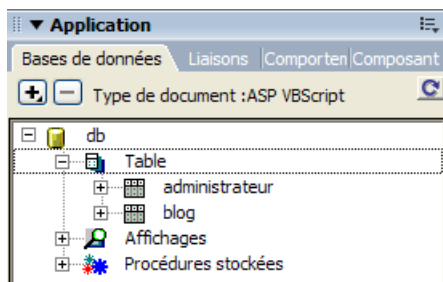 Application
Bases de données Liaisons Comporten Composant
Type de document :ASP VBScript
db
Table
administrateur
blog
Affichages
Procédures stockées